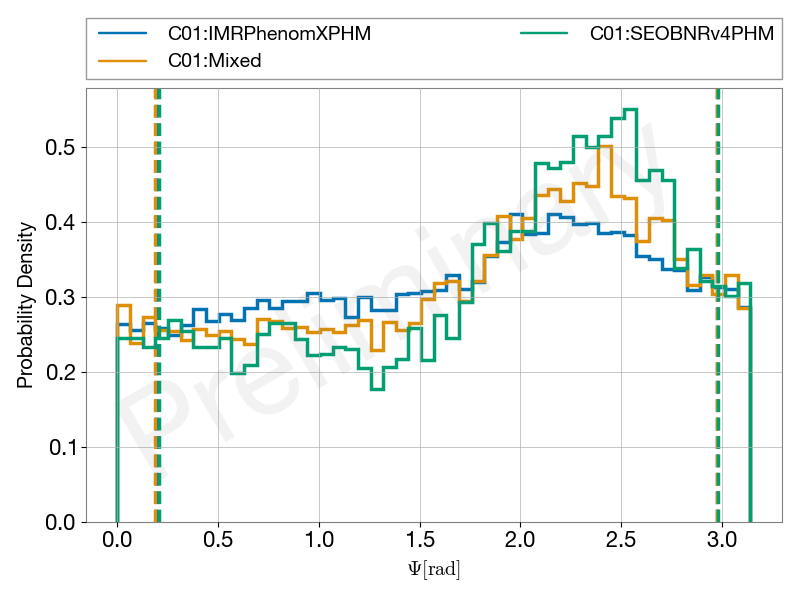 C01:IMRPhenomXPHM
C01:Mixed
C01:SEOBNRv4PHM
Preliminary
Probability Density
0.5
0.4
0.3
0.2
0.1
0.0
0.0 0.5 1.0 1.5 2.0 2.5 3.0
Ψ[rad]